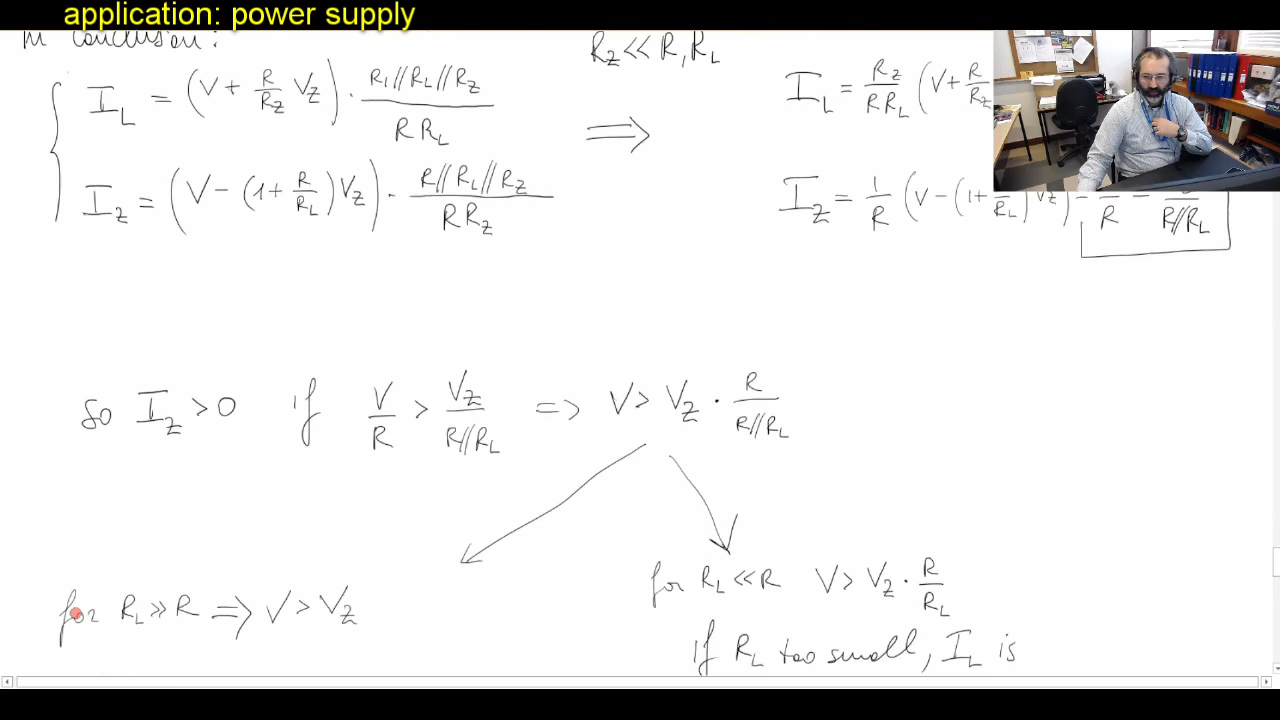 application: power supply
in conclusion:
R_Z << R, R_L
I_L = (V + R/R_Z V_Z) · R//R_L//R_Z / R R_L
⟹
I_L = R_Z/(R R_L) (V + R/R_Z
I_Z = (V - (1 + R/R_L) V_Z) · R//R_L//R_Z / R R_Z
I_Z = 1/R (V - (1 + R/R_L) V_Z) = /R - /R//R_L
so I_Z > 0 if V/R > V_Z/R//R_L => V > V_Z · R/R//R_L
for R_L << R V > V_Z · R/R_L
for R_L >> R => V > V_Z
if R_L too small, I_L is